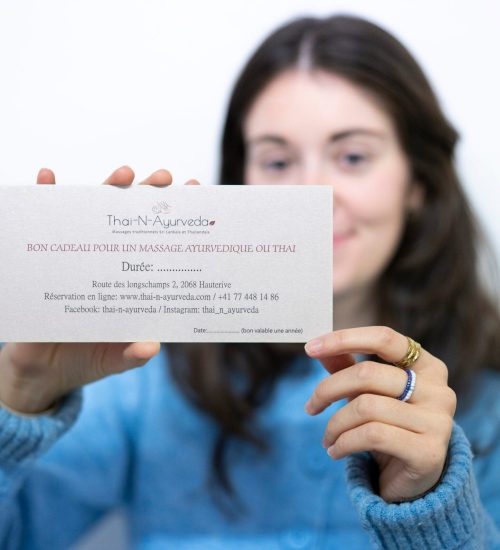 Thai-N-Ayurveda
Massages traditionnels Sri Lankais et Thaïlandais
BON CADEAU POUR UN MASSAGE AYURVEDIQUE OU THAI
Durée: ...............
Route des longschamps 2, 2068 Hauterive
Réservation en ligne: www.thai-n-ayurveda.com / +41 77 448 14 86
Facebook: thai-n-ayurveda / Instagram: thai_n_ayurveda
Date:.................... (bon valable une année)